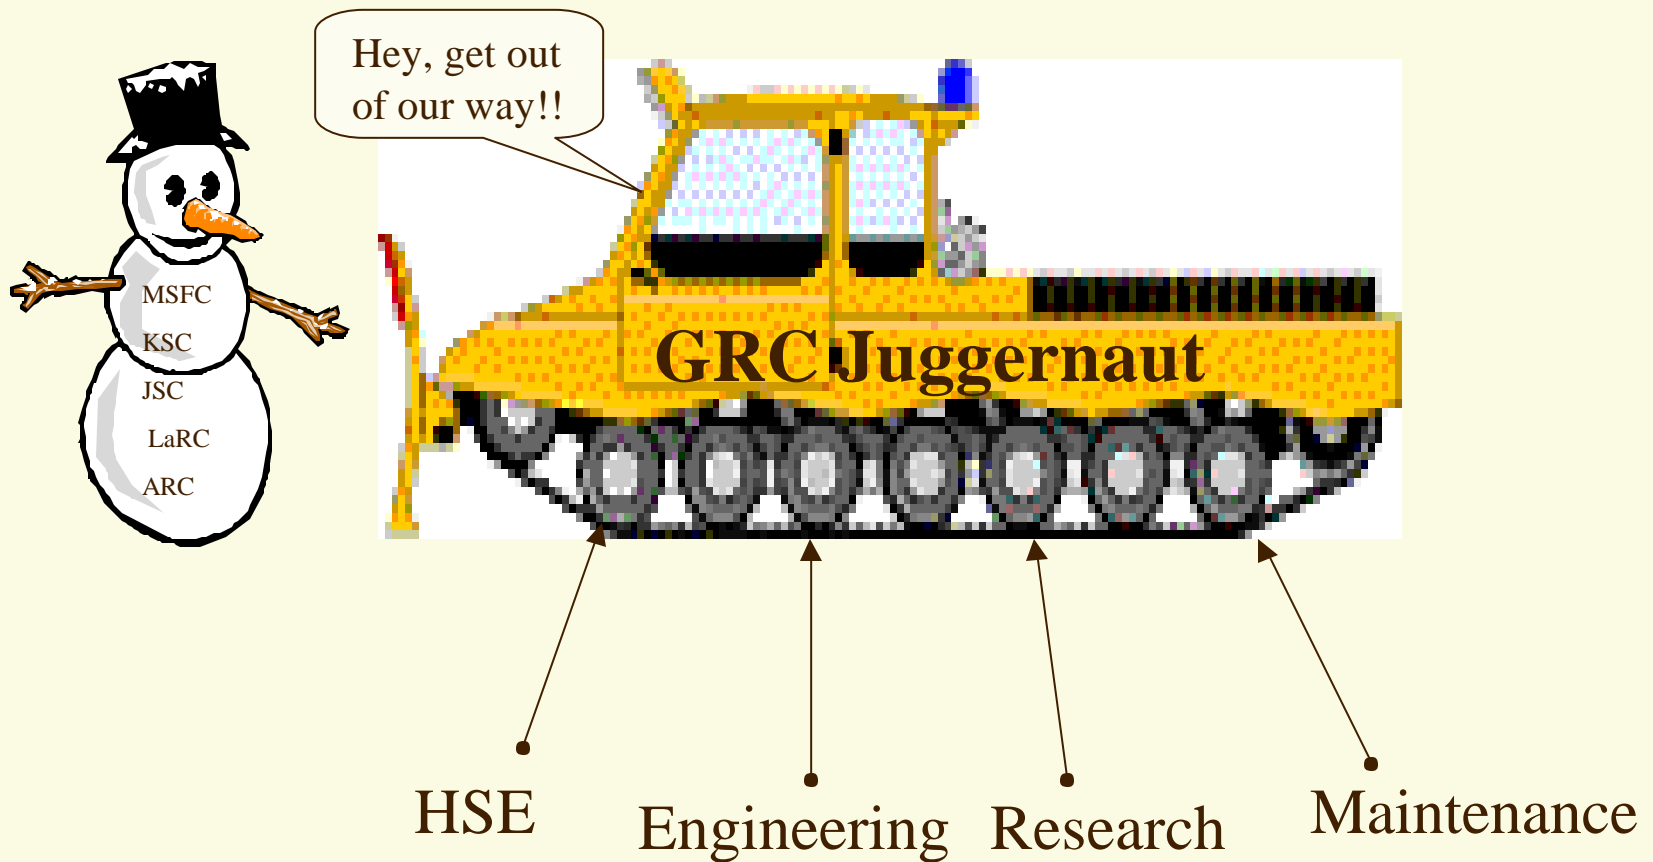 Hey, get out
of our way!!
MSFC
KSC
JSC
LaRC
ARC
GRC Juggernaut
HSE
Engineering
Research
Maintenance